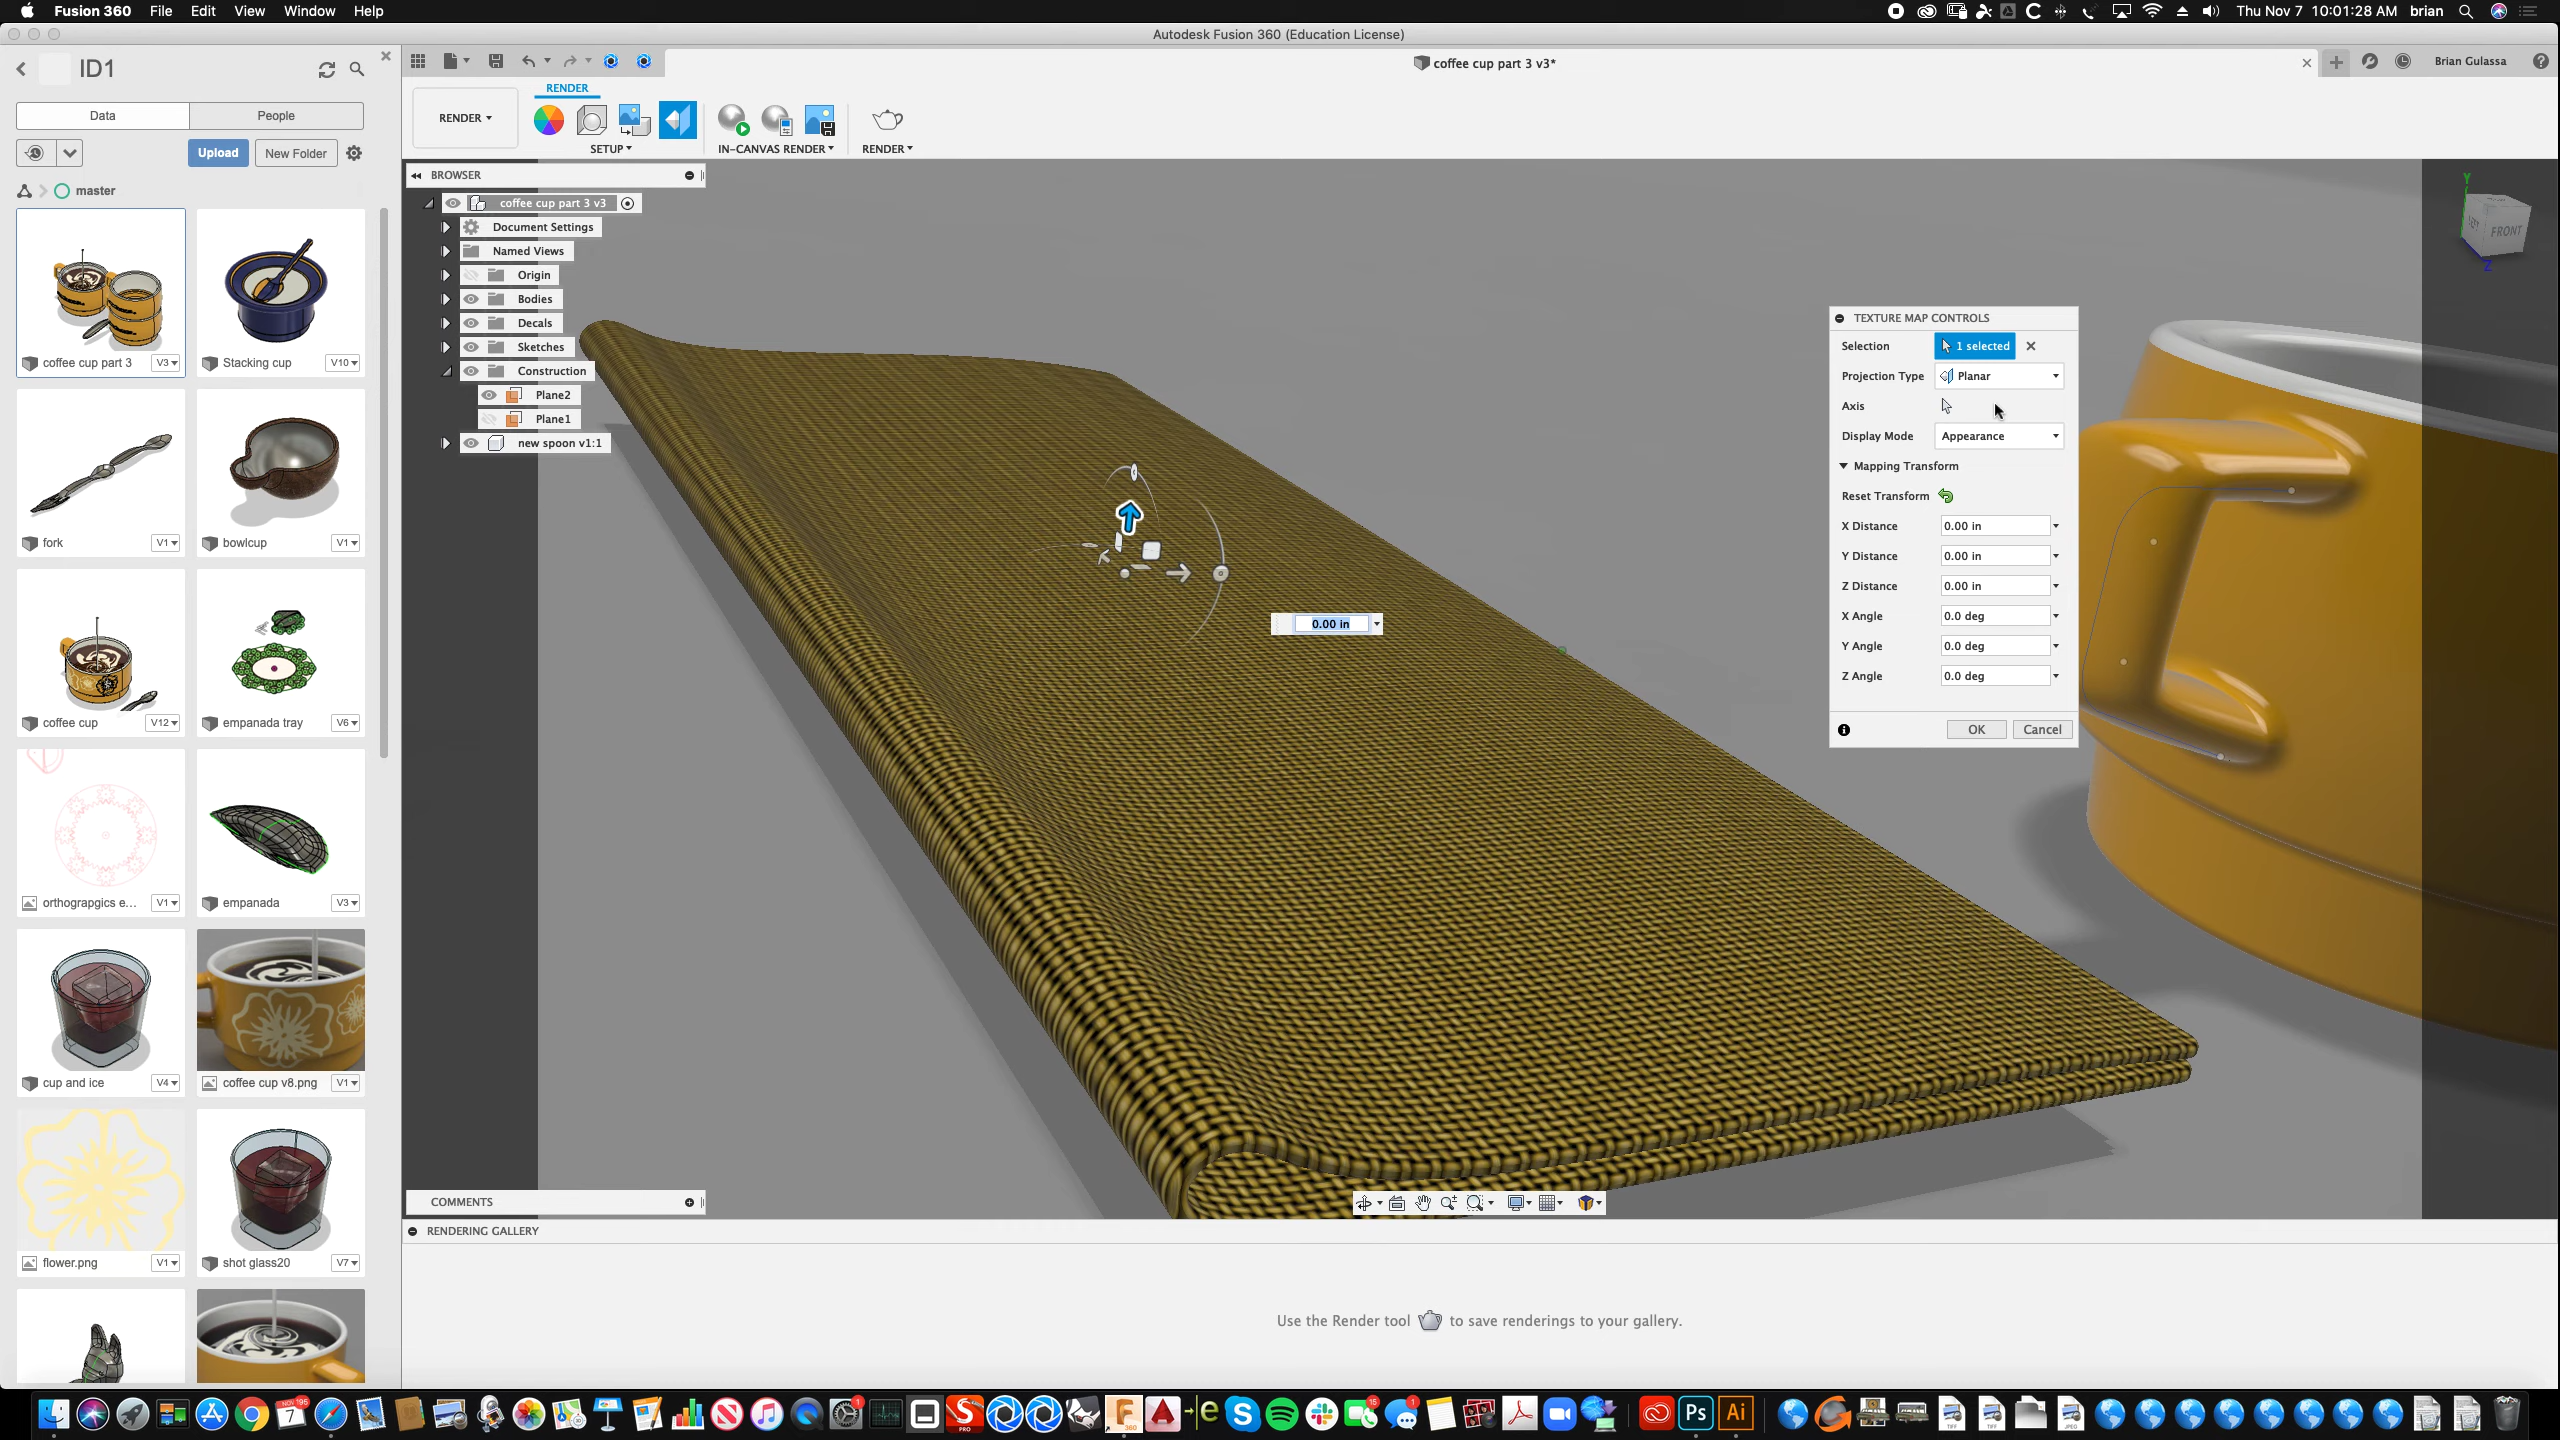 Fusion 360 File Edit View Window Help
Thu Nov 7 10:01:28 AM brian
Autodesk Fusion 360 (Education License)
ID1
coffee cup part 3 v3*
Brian Gulassa
RENDER
RENDER
SETUP
IN-CANVAS RENDER
RENDER
Data People
Upload New Folder
master
coffee cup part 3 V3
Stacking cup V10
fork V1
bowlcup V1
coffee cup V12
empanada tray V6
orthograpgics e... V1
empanada V3
cup and ice V4
coffee cup v8.png V1
flower.png V1
shot glass20 V7
BROWSER
coffee cup part 3 v3
Document Settings
Named Views
Origin
Bodies
Decals
Sketches
Construction
Plane2
Plane1
new spoon v1:1
Y
FRONT
Z
0.00 in
TEXTURE MAP CONTROLS
Selection 1 selected
Projection Type Planar
Axis
Display Mode Appearance
Mapping Transform
Reset Transform
X Distance 0.00 in
Y Distance 0.00 in
Z Distance 0.00 in
X Angle 0.0 deg
Y Angle 0.0 deg
Z Angle 0.0 deg
OK Cancel
COMMENTS
RENDERING GALLERY
Use the Render tool to save renderings to your gallery.
Ps Ai